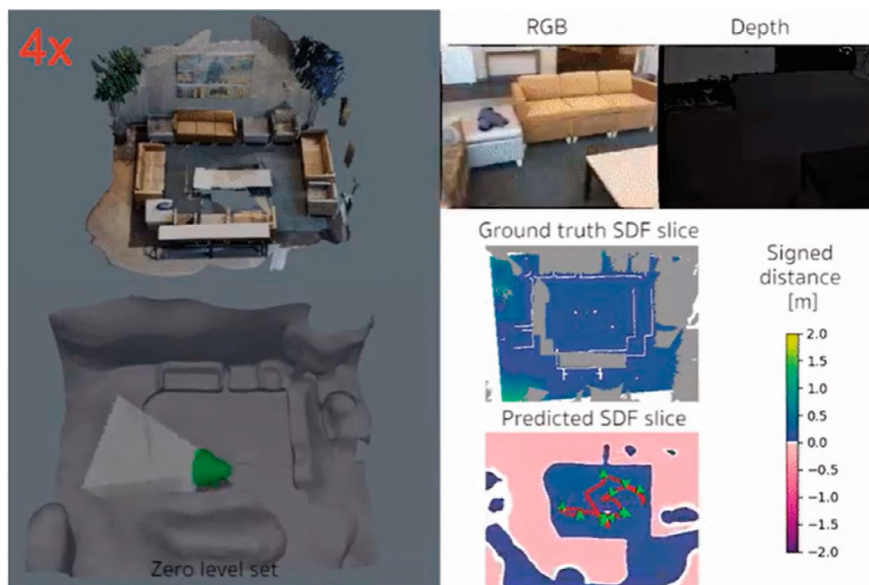 4x
RGB
Depth
Ground truth SDF slice
Signed
distance
[m]
2.0
1.5
1.0
0.5
0.0
−0.5
−1.0
−1.5
−2.0
Predicted SDF slice
Zero level set